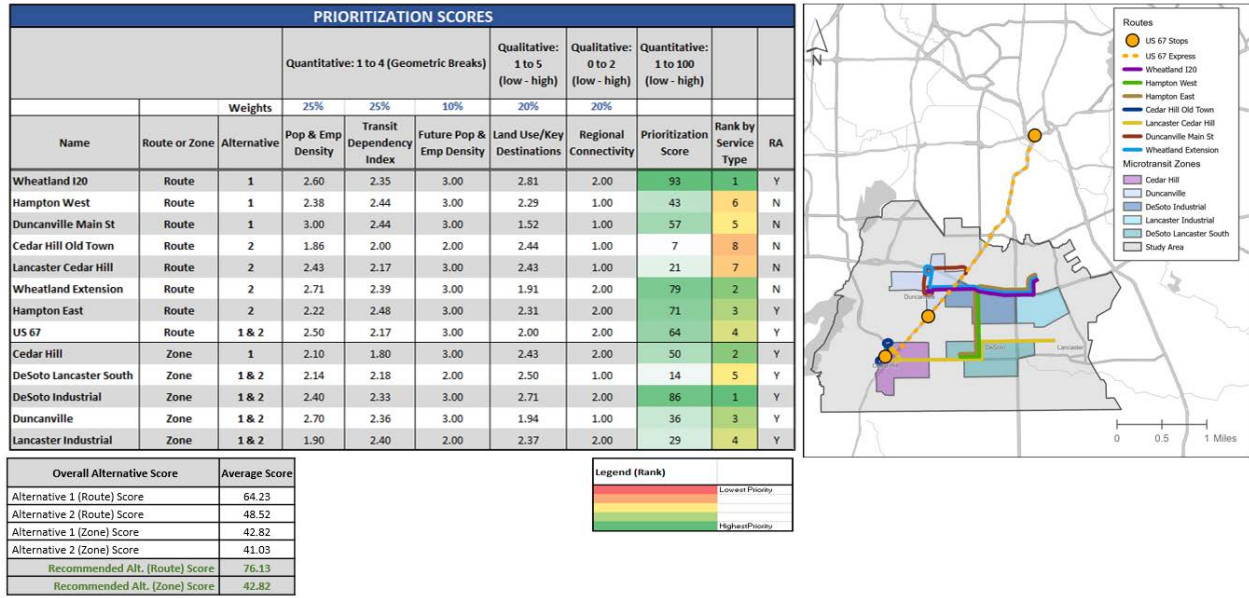 PRIORITIZATION SCORES
Quantitative: 1 to 4 (Geometric Breaks)
Qualitative: 1 to 5 (low - high)
Qualitative: 0 to 2 (low - high)
Quantitative: 1 to 100 (low - high)
Weights 25% 25% 10% 20% 20%
Name Route or Zone Alternative Pop & Emp Density Transit Dependency Index Future Pop & Emp Density Land Use/Key Destinations Regional Connectivity Prioritization Score Rank by Service Type RA
Wheatland I20 Route 1 2.60 2.35 3.00 2.81 2.00 93 1 Y
Hampton West Route 1 2.38 2.44 3.00 2.29 1.00 43 6 N
Duncanville Main St Route 1 3.00 2.44 3.00 1.52 1.00 57 5 N
Cedar Hill Old Town Route 2 1.86 2.00 2.00 2.44 1.00 7 8 N
Lancaster Cedar Hill Route 2 2.43 2.17 3.00 2.43 1.00 21 7 N
Wheatland Extension Route 2 2.71 2.39 3.00 1.91 2.00 79 2 N
Hampton East Route 2 2.22 2.48 3.00 2.31 2.00 71 3 Y
US 67 Route 1 & 2 2.50 2.17 3.00 2.00 2.00 64 4 Y
Cedar Hill Zone 1 2.10 1.80 3.00 2.43 2.00 50 2 Y
DeSoto Lancaster South Zone 1 & 2 2.14 2.18 2.00 2.50 1.00 14 5 Y
DeSoto Industrial Zone 1 & 2 2.40 2.33 3.00 2.71 2.00 86 1 Y
Duncanville Zone 1 & 2 2.70 2.36 3.00 1.94 1.00 36 3 Y
Lancaster Industrial Zone 1 & 2 1.90 2.40 2.00 2.37 2.00 29 4 Y
Overall Alternative Score Average Score
Alternative 1 (Route) Score 64.23
Alternative 2 (Route) Score 48.52
Alternative 1 (Zone) Score 42.82
Alternative 2 (Zone) Score 41.03
Recommended Alt. (Route) Score 76.13
Recommended Alt. (Zone) Score 42.82
Legend (Rank)
Lowest Priority
HighestPriority
N
Routes
US 67 Stops
US 67 Express
Wheatland I20
Hampton West
Hampton East
Cedar Hill Old Town
Lancaster Cedar Hill
Duncanville Main St
Wheatland Extension
Microtransit Zones
Cedar Hill
Duncanville
DeSoto Industrial
Lancaster Industrial
DeSoto Lancaster South
Study Area
Duncanville
DeSoto
Lancaster
0 0.5 1 Miles